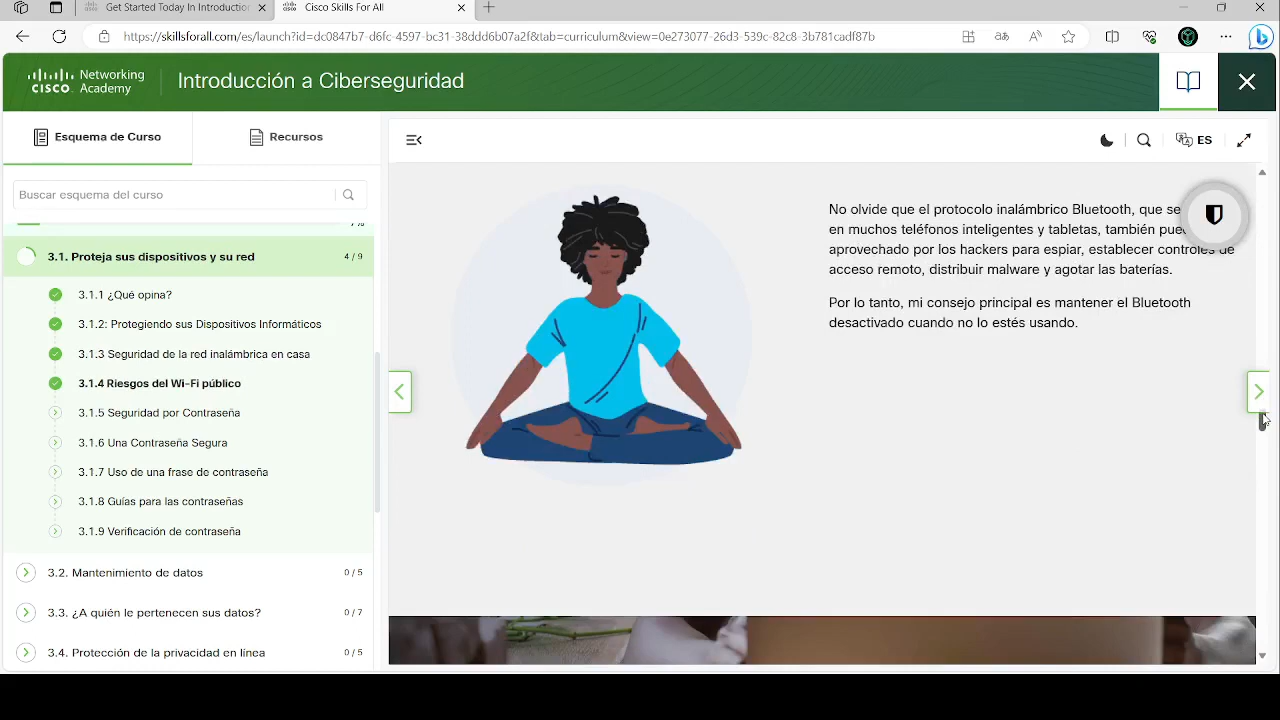 Get Started Today In Introduction
Cisco Skills For All
https://skillsforall.com/es/launch?id=dc0847b7-d6fc-4597-bc31-38ddd6b07a2f&tab=curriculum&view=0e273077-26d3-539c-82c8-3b781cadf87b
Networking
CISCO Academy
Introducción a Ciberseguridad
Esquema de Curso
Recursos
ES
Buscar esquema del curso
3.1. Proteja sus dispositivos y su red 4 / 9
3.1.1 ¿Qué opina?
3.1.2: Protegiendo sus Dispositivos Informáticos
3.1.3 Seguridad de la red inalámbrica en casa
3.1.4 Riesgos del Wi-Fi público
3.1.5 Seguridad por Contraseña
3.1.6 Una Contraseña Segura
3.1.7 Uso de una frase de contraseña
3.1.8 Guías para las contraseñas
3.1.9 Verificación de contraseña
3.2. Mantenimiento de datos 0 / 5
3.3. ¿A quién le pertenecen sus datos? 0 / 7
3.4. Protección de la privacidad en línea 0 / 5
No olvide que el protocolo inalámbrico Bluetooth, que se
en muchos teléfonos inteligentes y tabletas, también
aprovechado por los hackers para espiar, establecer controles de
acceso remoto, distribuir malware y agotar las baterías.
Por lo tanto, mi consejo principal es mantener el Bluetooth
desactivado cuando no lo estés usando.